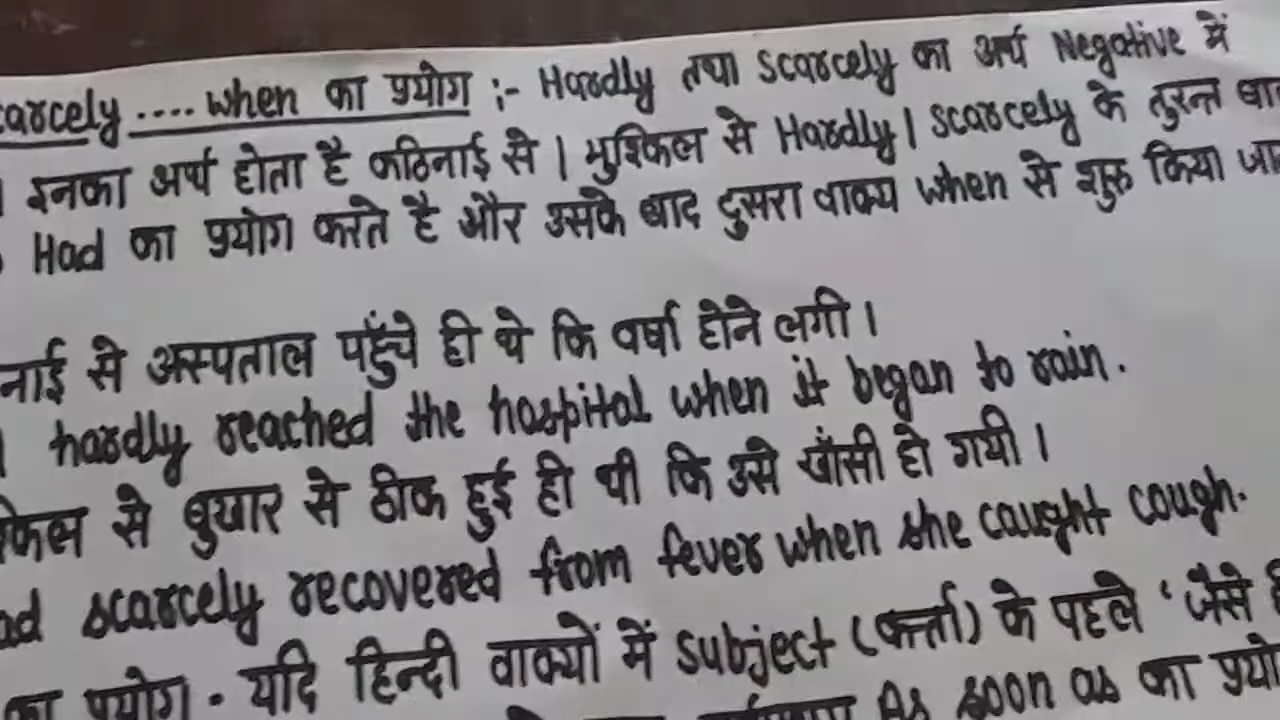 carcely .... when का प्रयोग :- Hardly तथा Scarcely का अर्थ Negative में
इनका अर्थ होता है कठिनाई से । मुश्किल से Hardly | Scarcely के तुरन्त बाद
Had का प्रयोग करते है और उसके बाद दुसरा वाक्य when से शुरू किया जा
नाई से अस्पताल पहुँचे ही थे कि वर्षा होने लगी ।
hardly reached the hospital when it began to rain.
किल से बुखार से ठीक हुई ही थी कि उसे खाँसी हो गयी ।
ad scarcely recovered from fever when she caught cough.
का प्रयोग . यदि हिन्दी वाक्यों में subject (कर्त्ता) के पहले ' जैसे
As soon as का प्रयो